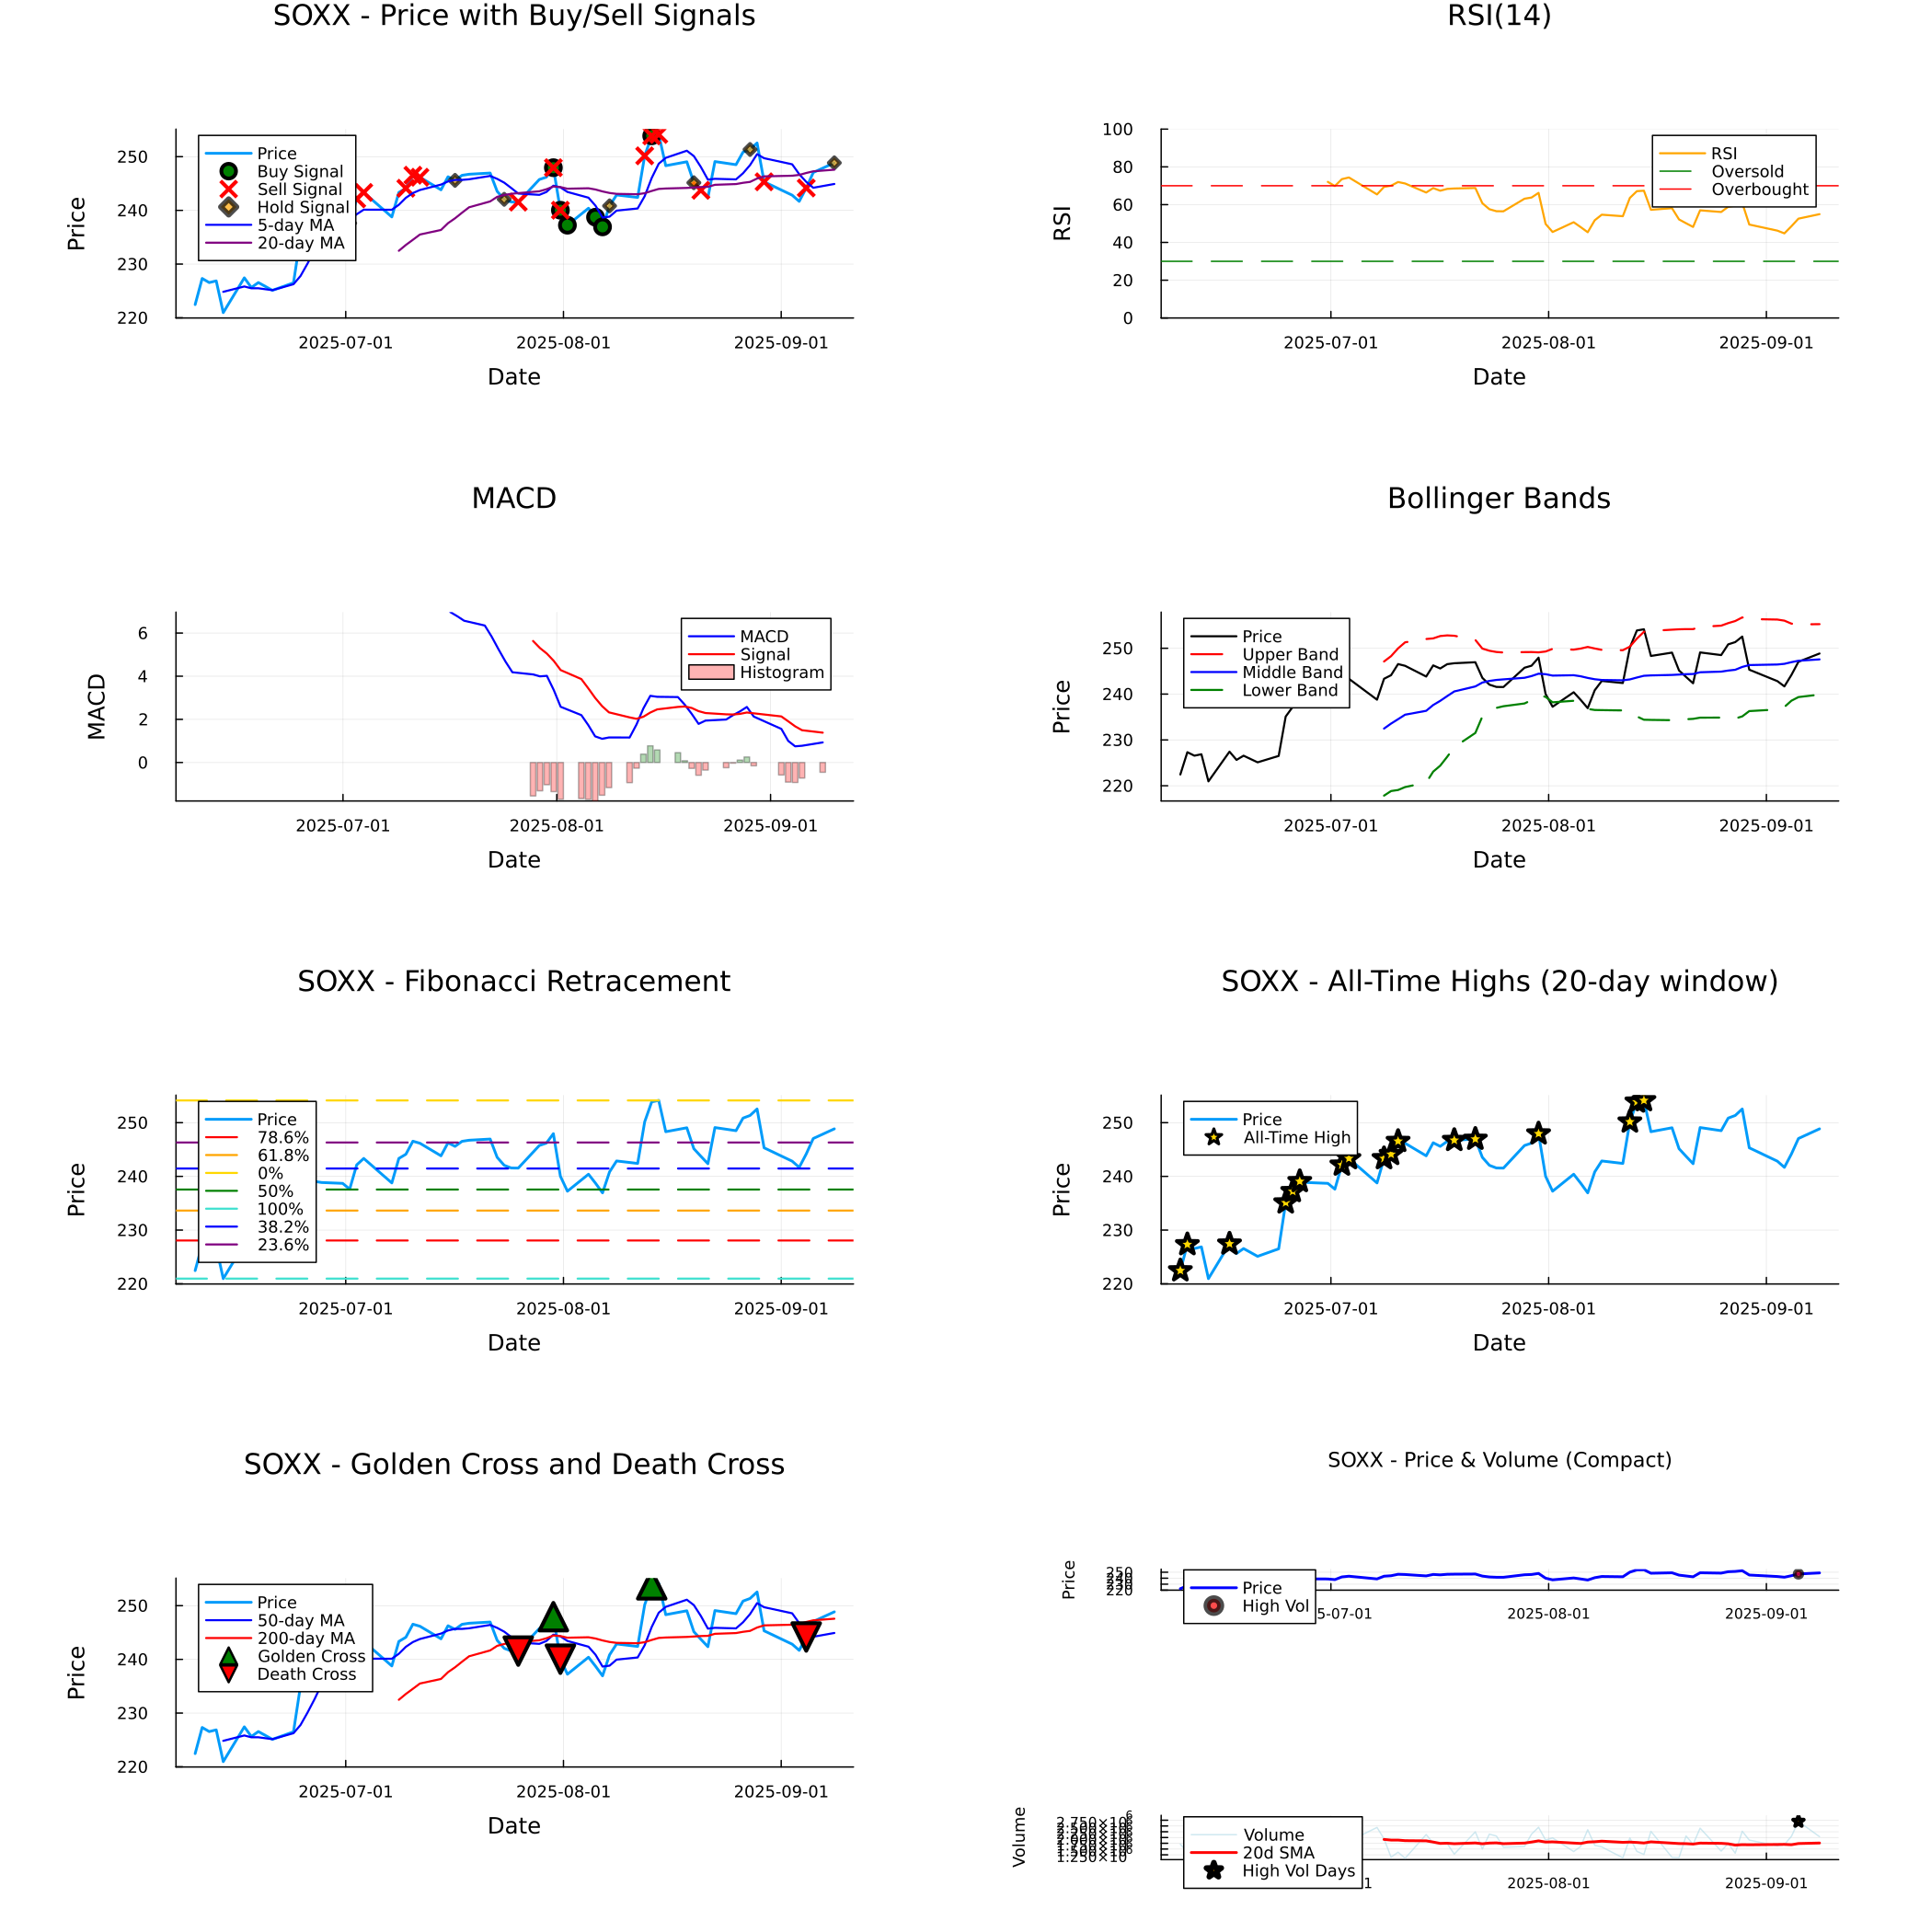 SOXX - Price with Buy/Sell Signals
Price
250
240
230
220
Price
Buy Signal
Sell Signal
Hold Signal
5-day MA
20-day MA
2025-07-01
2025-08-01
2025-09-01
Date
RSI(14)
RSI
100
80
60
40
20
0
RSI
Oversold
Overbought
2025-07-01
2025-08-01
2025-09-01
Date
MACD
MACD
6
4
2
0
MACD
Signal
Histogram
2025-07-01
2025-08-01
2025-09-01
Date
Bollinger Bands
Price
250
240
230
220
Price
Upper Band
Middle Band
Lower Band
2025-07-01
2025-08-01
2025-09-01
Date
SOXX - Fibonacci Retracement
Price
250
240
230
220
Price
78.6%
61.8%
0%
50%
100%
38.2%
23.6%
2025-07-01
2025-08-01
2025-09-01
Date
SOXX - All-Time Highs (20-day window)
Price
250
240
230
220
Price
All-Time High
2025-07-01
2025-08-01
2025-09-01
Date
SOXX - Golden Cross and Death Cross
Price
250
240
230
220
Price
50-day MA
200-day MA
Golden Cross
Death Cross
2025-07-01
2025-08-01
2025-09-01
Date
SOXX - Price & Volume (Compact)
Price
250
240
230
220
Price
High Vol
5-07-01
2025-08-01
2025-09-01
Volume
Volume
20d SMA
High Vol Days
1
2025-08-01
2025-09-01